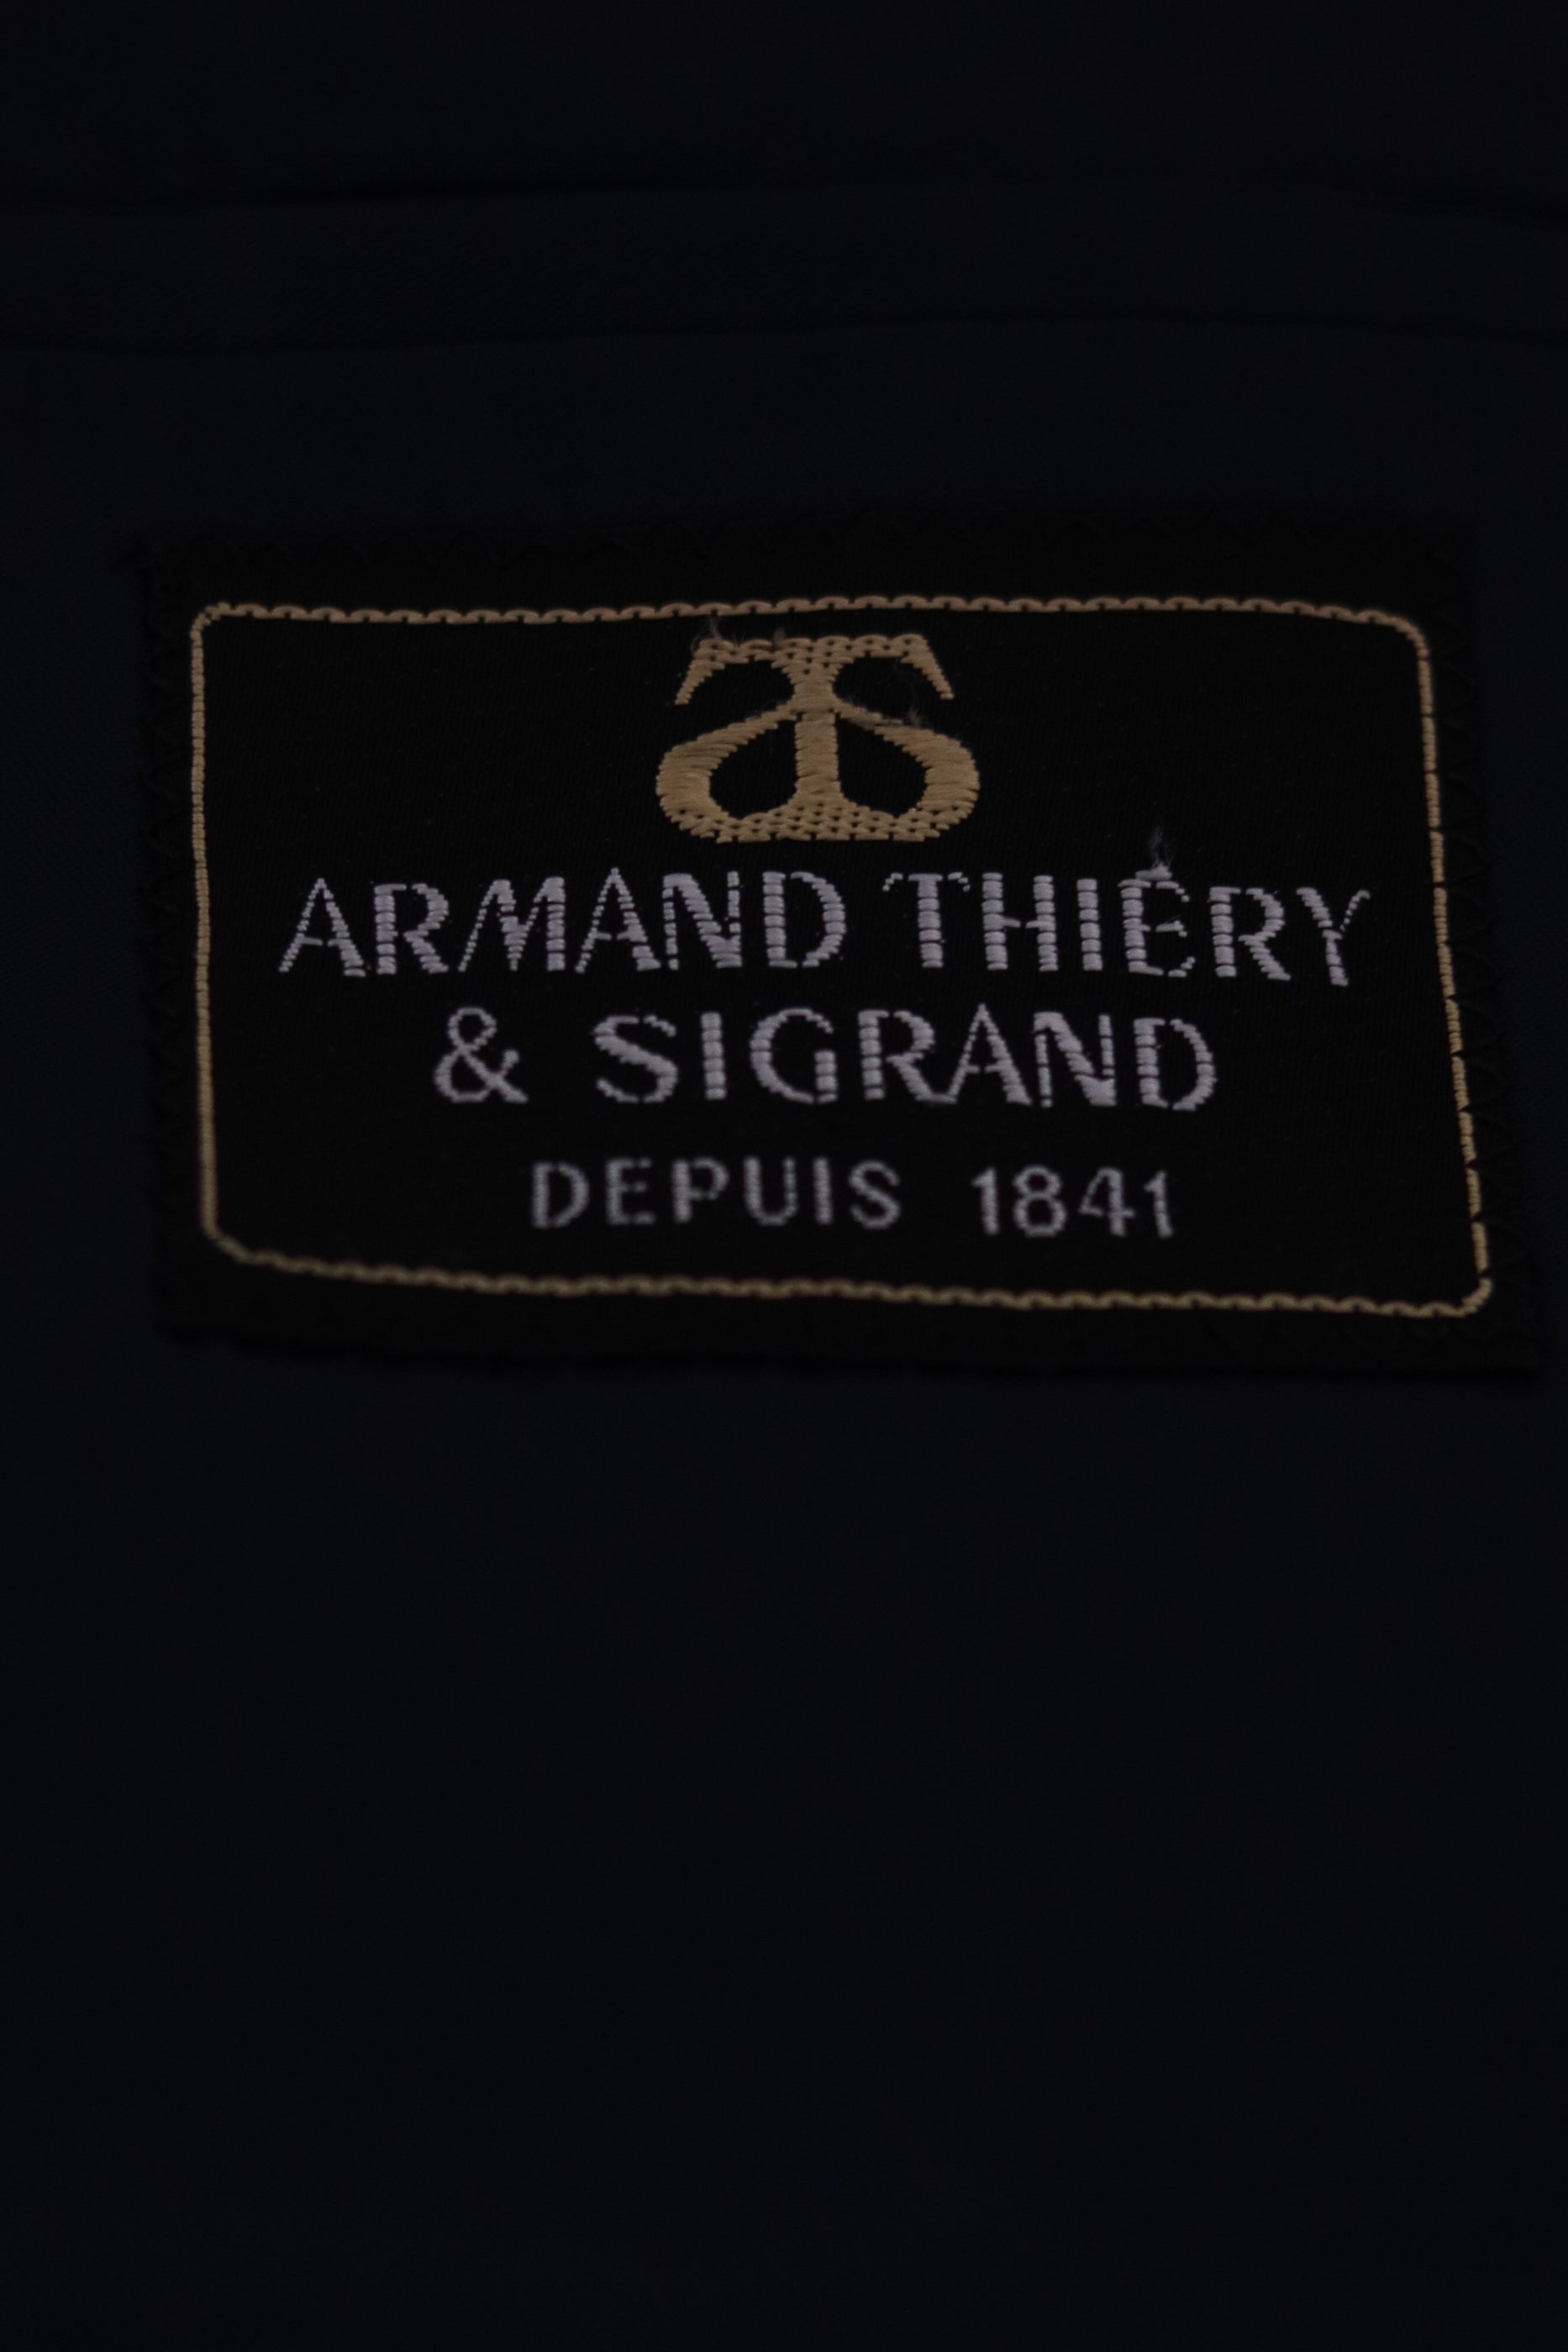 ARMAND THIÉRY
& SIGRAND
DEPUIS 1841